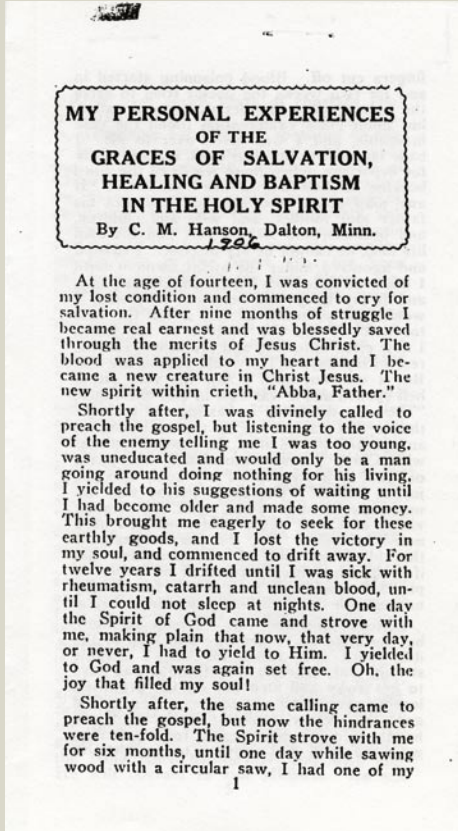 MY PERSONAL EXPERIENCES
OF THE
GRACES OF SALVATION,
HEALING AND BAPTISM
IN THE HOLY SPIRIT
By C. M. Hanson, Dalton, Minn.
1906
At the age of fourteen, I was convicted of
my lost condition and commenced to cry for
salvation. After nine months of struggle I
became real earnest and was blessedly saved
through the merits of Jesus Christ. The
blood was applied to my heart and I be-
came a new creature in Christ Jesus. The
new spirit within crieth, "Abba, Father."
Shortly after, I was divinely called to
preach the gospel, but listening to the voice
of the enemy telling me I was too young,
was uneducated and would only be a man
going around doing nothing for his living,
I yielded to his suggestions of waiting until
I had become older and made some money.
This brought me eagerly to seek for these
earthly goods, and I lost the victory in
my soul, and commenced to drift away. For
twelve years I drifted until I was sick with
rheumatism, catarrh and unclean blood, un-
til I could not sleep at nights. One day
the Spirit of God came and strove with
me, making plain that now, that very day,
or never, I had to yield to Him. I yielded
to God and was again set free. Oh, the
joy that filled my soul!
Shortly after, the same calling came to
preach the gospel, but now the hindrances
were ten-fold. The Spirit strove with me
for six months, until one day while sawing
wood with a circular saw, I had one of my
1